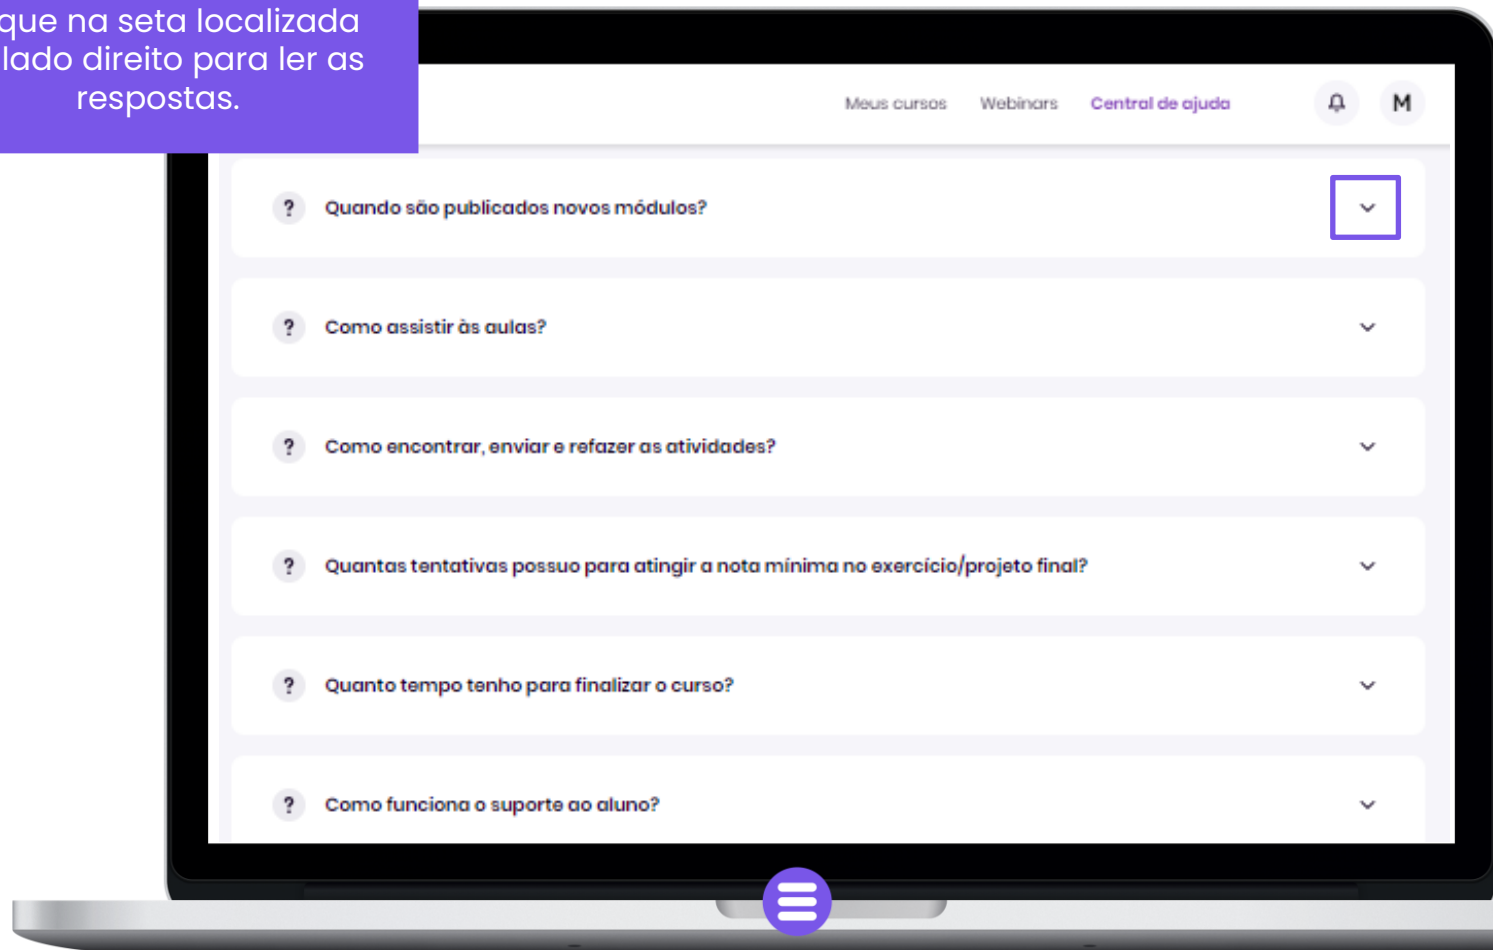 que na seta localizada
lado direito para ler as
respostas.
Meus cursos Webinars Central de ajuda M
? Quando são publicados novos módulos?
? Como assistir às aulas?
? Como encontrar, enviar e refazer as atividades?
? Quantas tentativas possuo para atingir a nota mínima no exercício/projeto final?
? Quanto tempo tenho para finalizar o curso?
? Como funciona o suporte ao aluno?